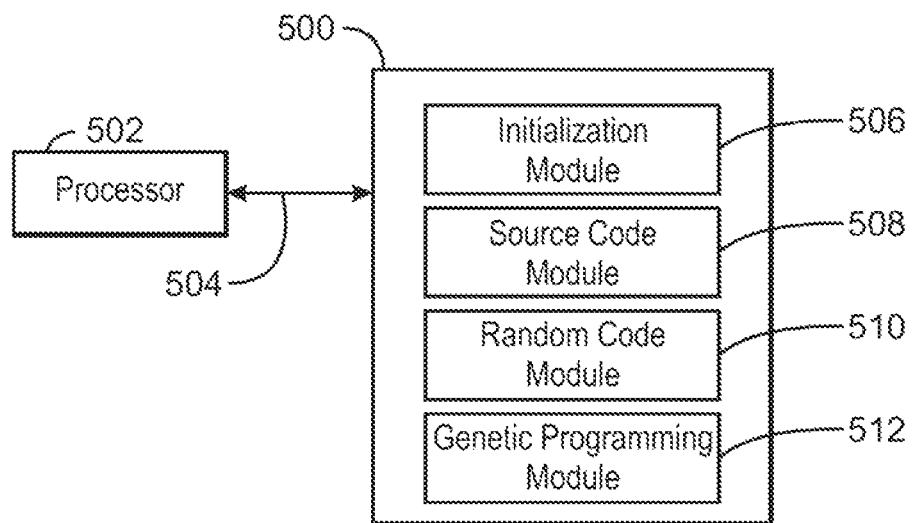 500
502
Processor
504
Initialization
Module
506
Source Code
Module
508
Random Code
Module
510
Genetic Programming
Module
512